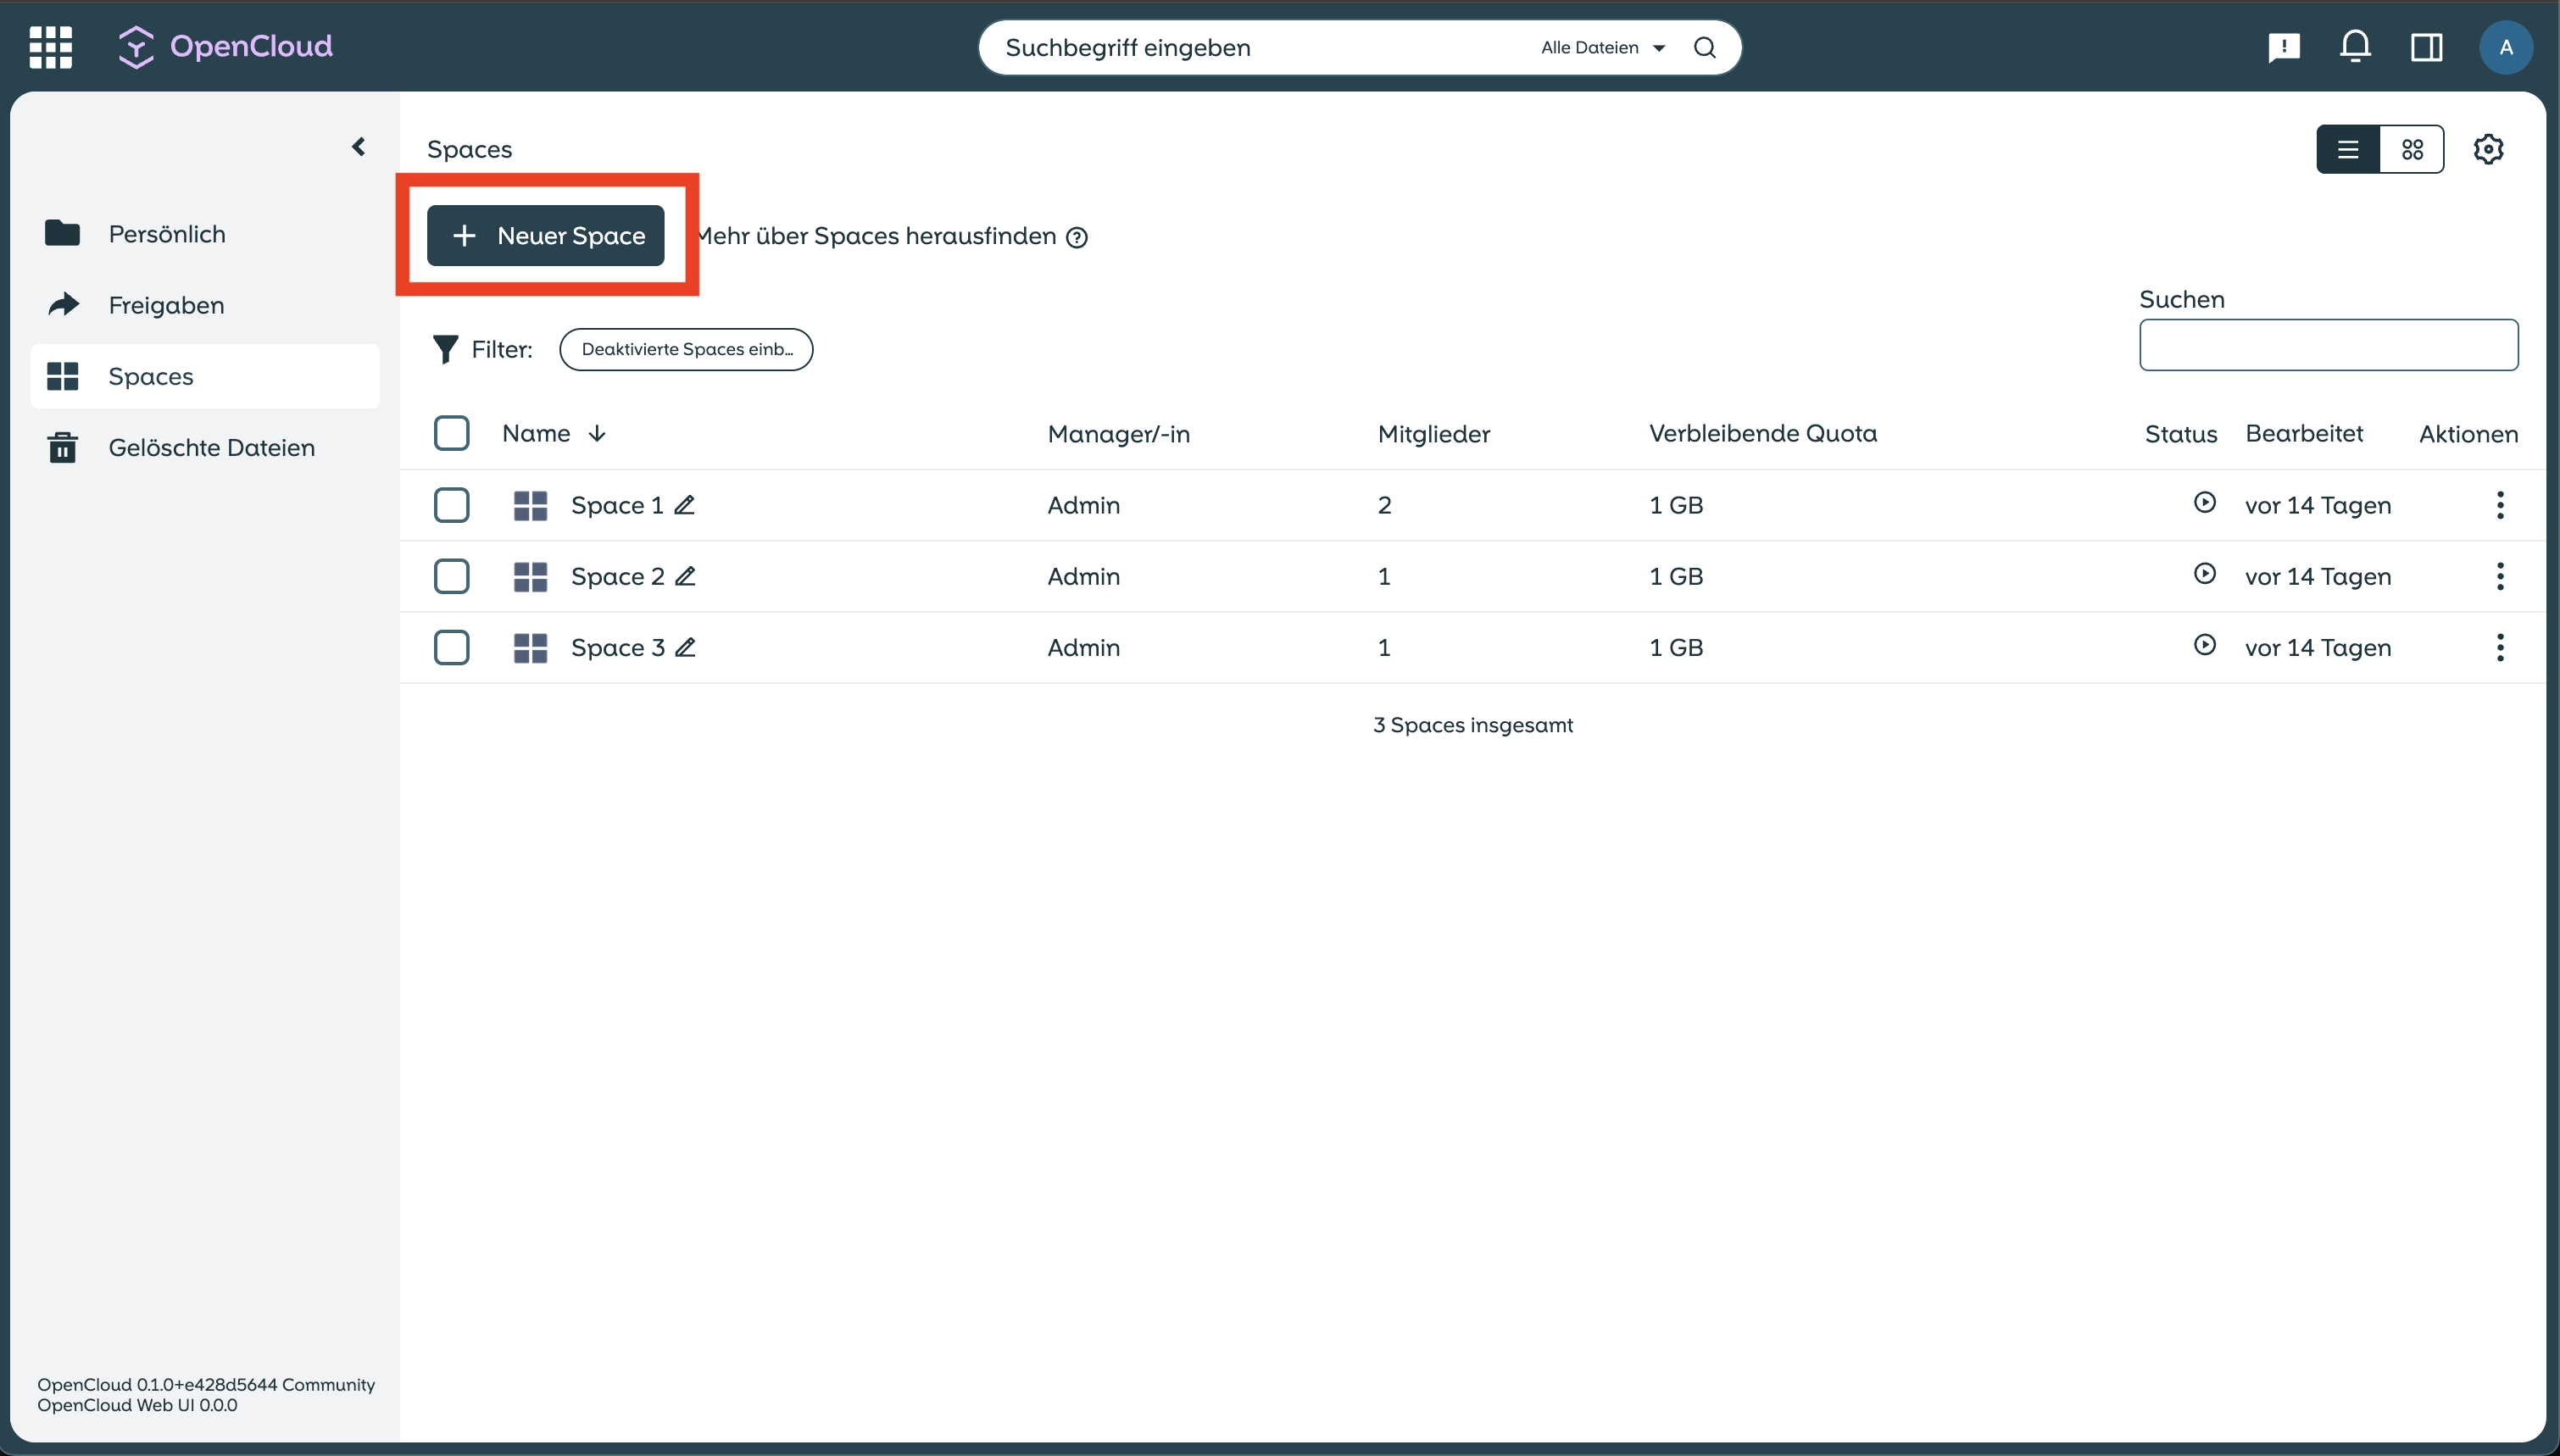 OpenCloud
Suchbegriff eingeben Alle Dateien
A
Spaces
Neuer Space Mehr über Spaces herausfinden
Persönlich
Freigaben
Spaces
Gelöschte Dateien
Suchen
Filter: Deaktivierte Spaces einb...
Name Manager/-in Mitglieder Verbleibende Quota Status Bearbeitet Aktionen
Space 1 Admin 2 1 GB vor 14 Tagen
Space 2 Admin 1 1 GB vor 14 Tagen
Space 3 Admin 1 1 GB vor 14 Tagen
3 Spaces insgesamt
OpenCloud 0.1.0+e428d5644 Community
OpenCloud Web UI 0.0.0